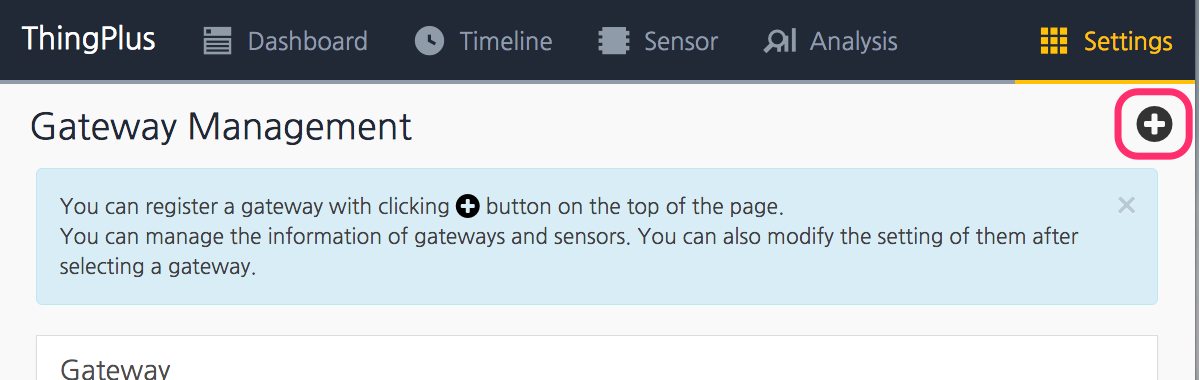 ThingPlus Dashboard Timeline Sensor Analysis Settings
Gateway Management
You can register a gateway with clicking button on the top of the page.
You can manage the information of gateways and sensors. You can also modify the setting of them after
selecting a gateway.
Gateway